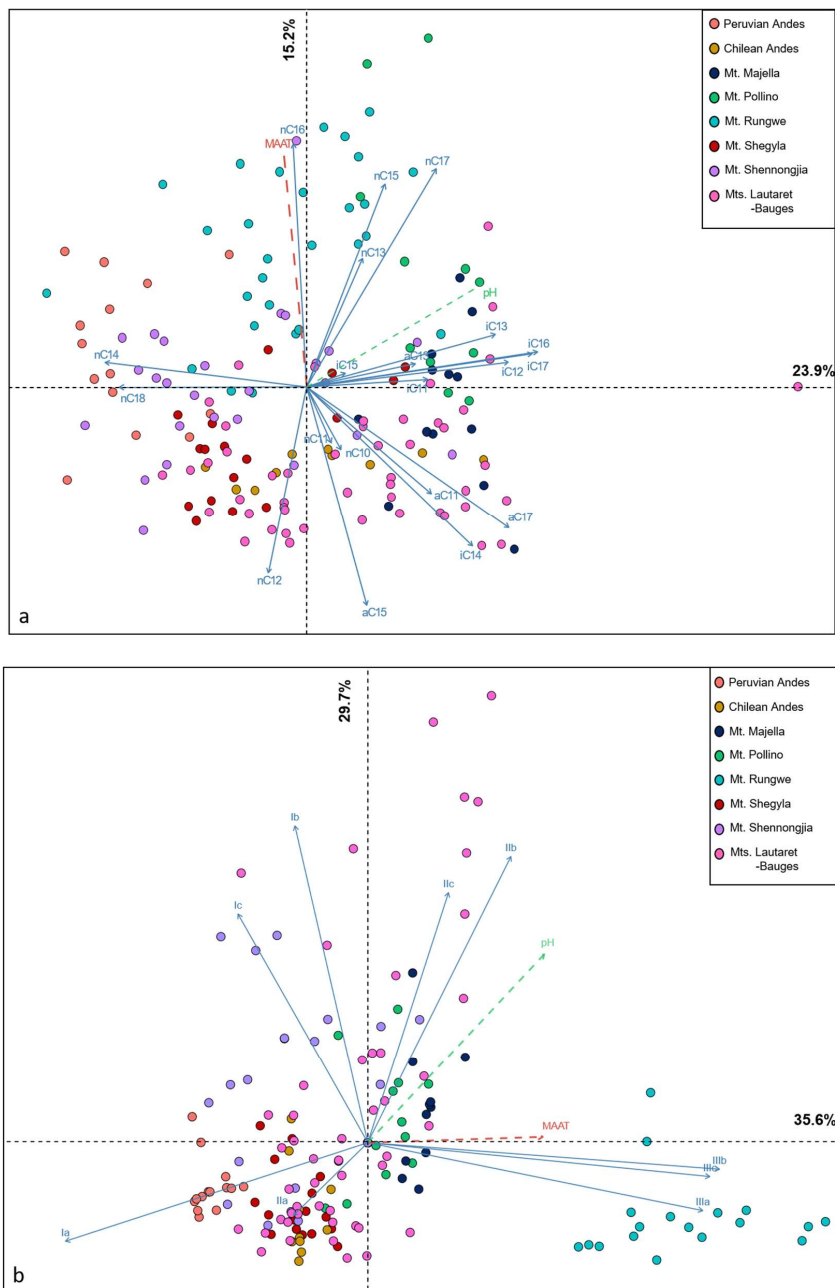 15.2%
Peruvian Andes
Chilean Andes
Mt. Majella
Mt. Pollino
Mt. Rungwe
Mt. Shegyla
Mt. Shennongjia
Mts. Lautaret
-Bauges
nC16
MAAT
nC15
nC17
nC13
pH
iC13
iC16
iC17
iC12
iC15
iC11
nC14
nC18
23.9%
nC11
nC10
aC11
aC17
iC14
nC12
aC15
a
29.7%
Peruvian Andes
Chilean Andes
Mt. Majella
Mt. Pollino
Mt. Rungwe
Mt. Shegyla
Mt. Shennongjia
Mts. Lautaret
-Bauges
Ib
IIb
IIc
Ic
pH
MAAT
35.6%
IIIb
IIIc
IIIa
IIa
Ia
b